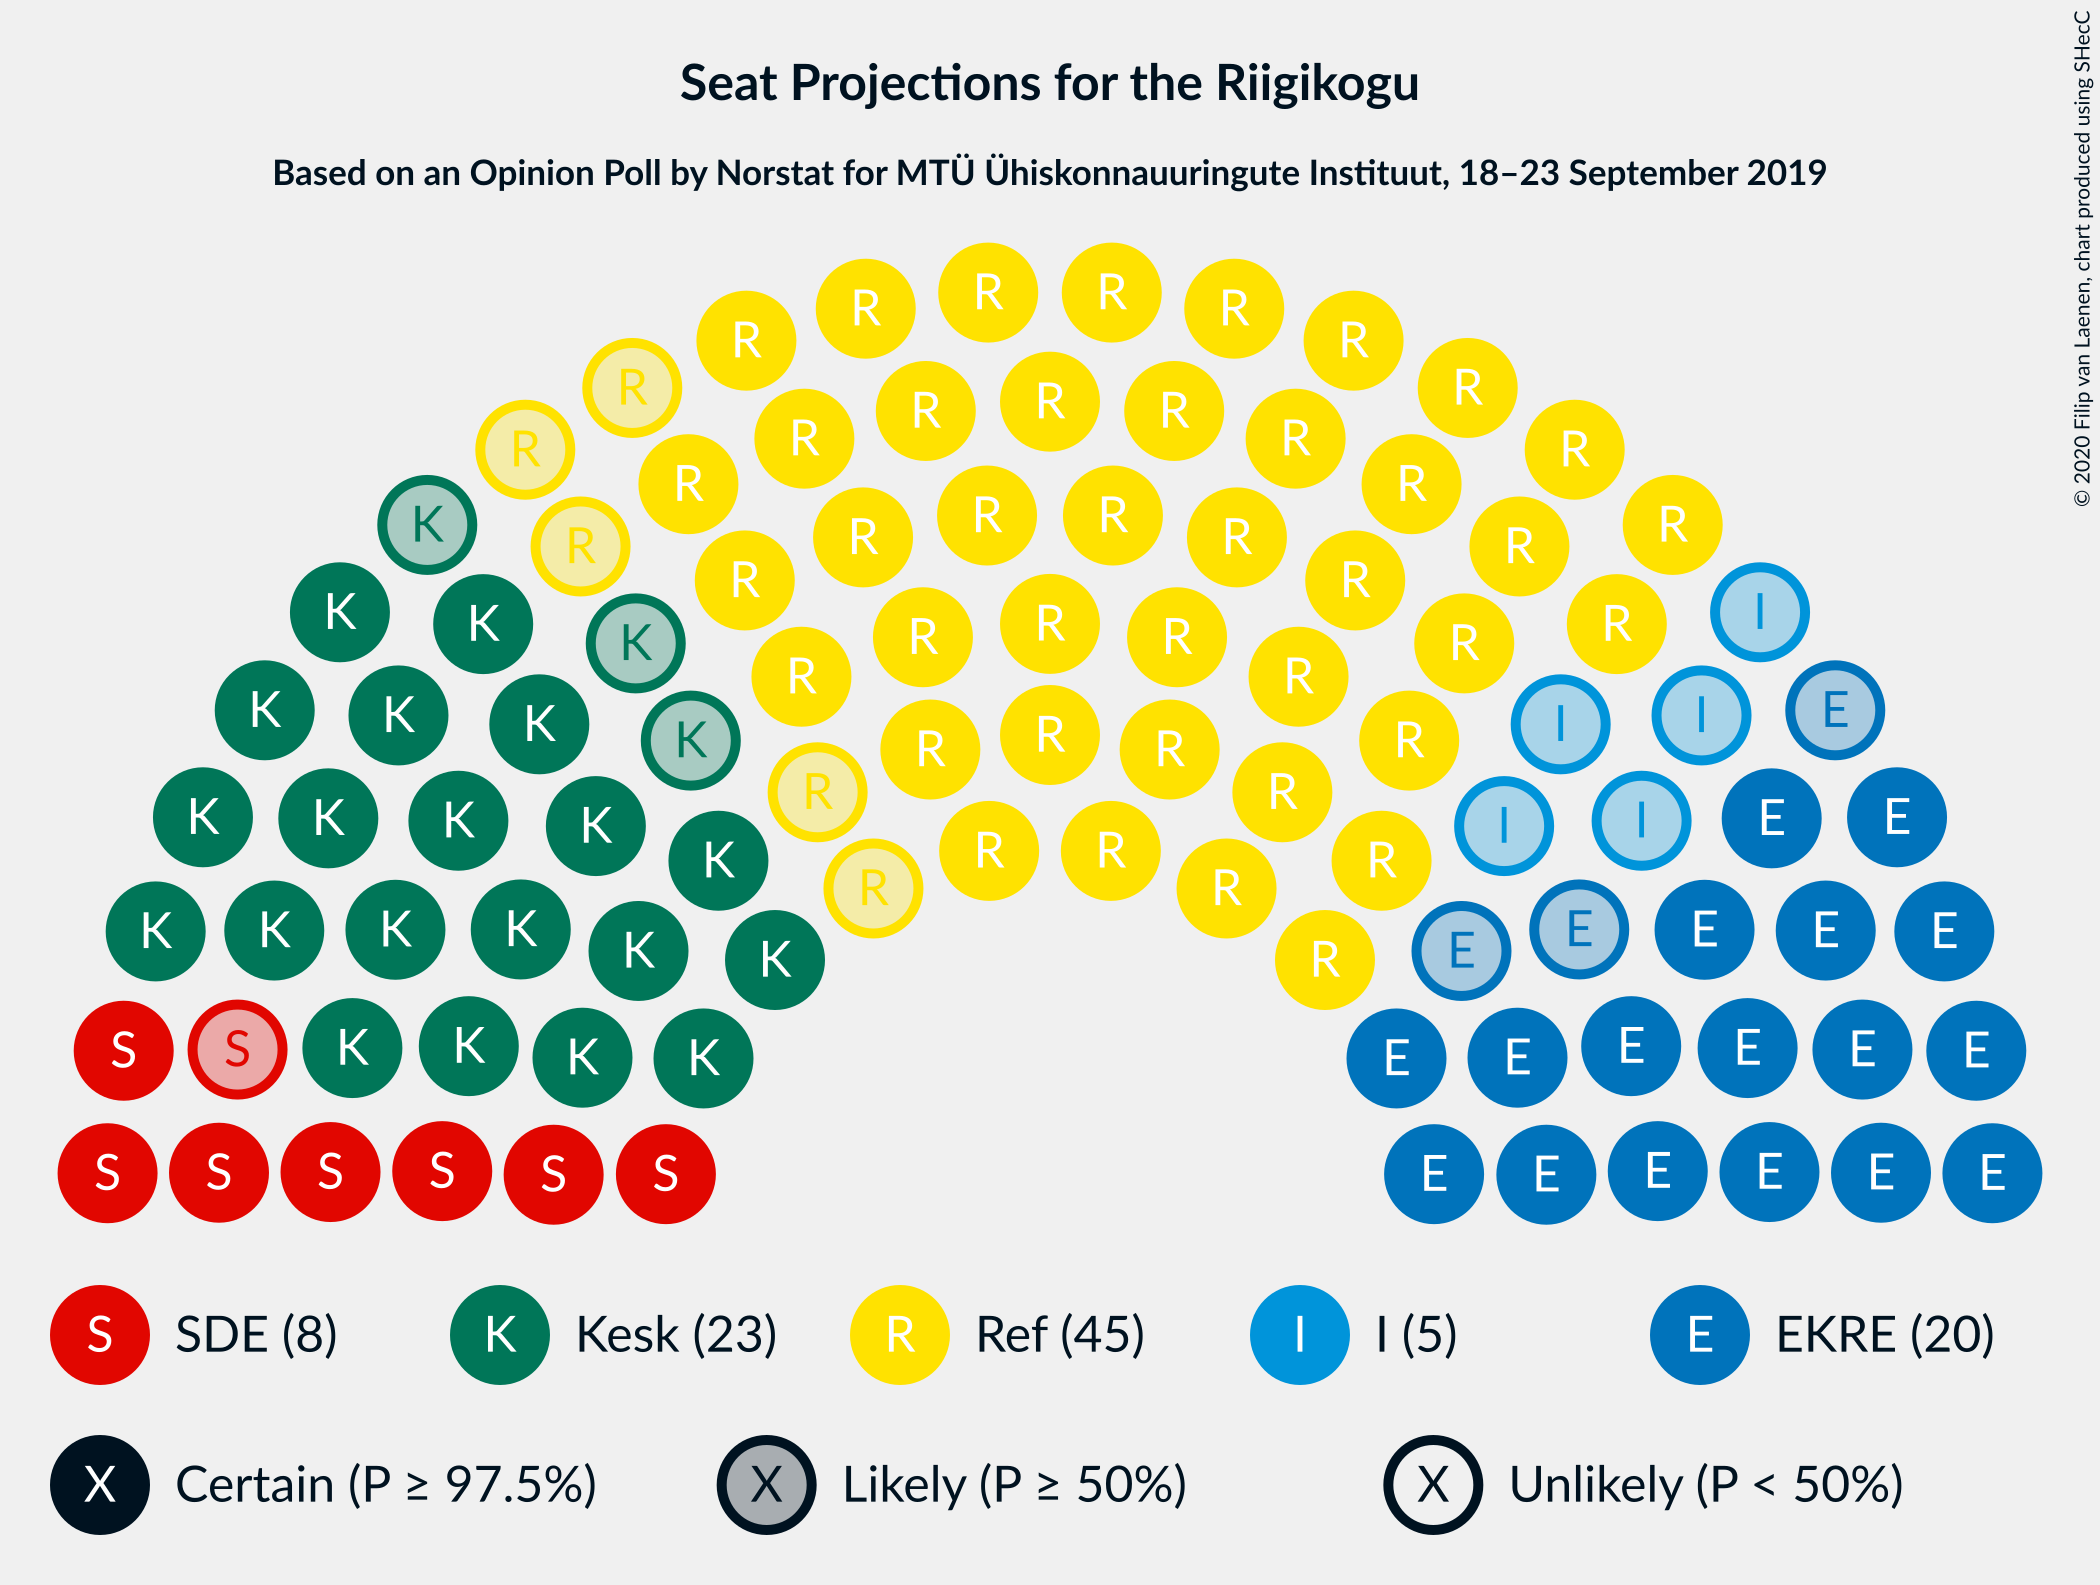 Seat Projections for the Riigikogu
Based on an Opinion Poll by Norstat for MTÜ Ühiskonnauuringute Instituut, 18–23 September 2019
© 2020 Filip van Laenen, chart produced using SHecC
R R R R R R R R R R R R
R R R R R R R R R
K R R R R R R R R R
K K K R R R R R R I
K K K K R R R R I I E
K K K K K R R R R R I I E E
K K K K K K R R R R R E E E E E
S S K K K K E E E E E E
S S S S S S E E E E E E
S SDE (8) K Kesk (23) R Ref (45) I I (5) E EKRE (20)
X Certain (P ≥ 97.5%) X Likely (P ≥ 50%) X Unlikely (P < 50%)